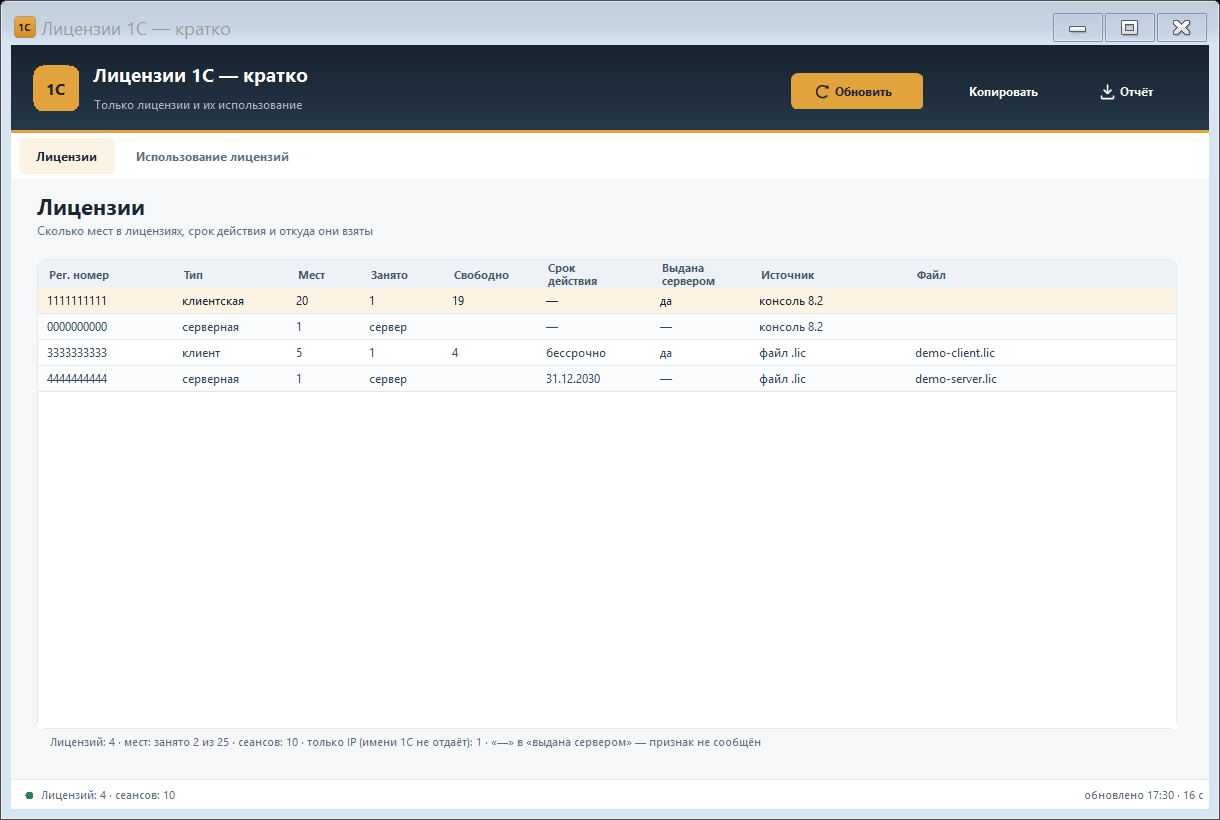 1C Лицензии 1С — кратко
1C
Лицензии 1С — кратко
Только лицензии и их использование
Обновить Копировать Отчёт
Лицензии Использование лицензий
Лицензии
Сколько мест в лицензиях, срок действия и откуда они взяты
Рег. номер Тип Мест Занято Свободно Срок действия Выдана сервером Источник Файл
1111111111 клиентская 20 1 19 — да консоль 8.2
0000000000 серверная 1 сервер — — консоль 8.2
3333333333 клиент 5 1 4 бессрочно да файл .lic demo-client.lic
4444444444 серверная 1 сервер 31.12.2030 — файл .lic demo-server.lic
Лицензий: 4 · мест: занято 2 из 25 · сеансов: 10 · только IP (имени 1С не отдаёт): 1 · «—» в «выдана сервером» — признак не сообщён
Лицензий: 4 · сеансов: 10 обновлено 17:30 · 16 с